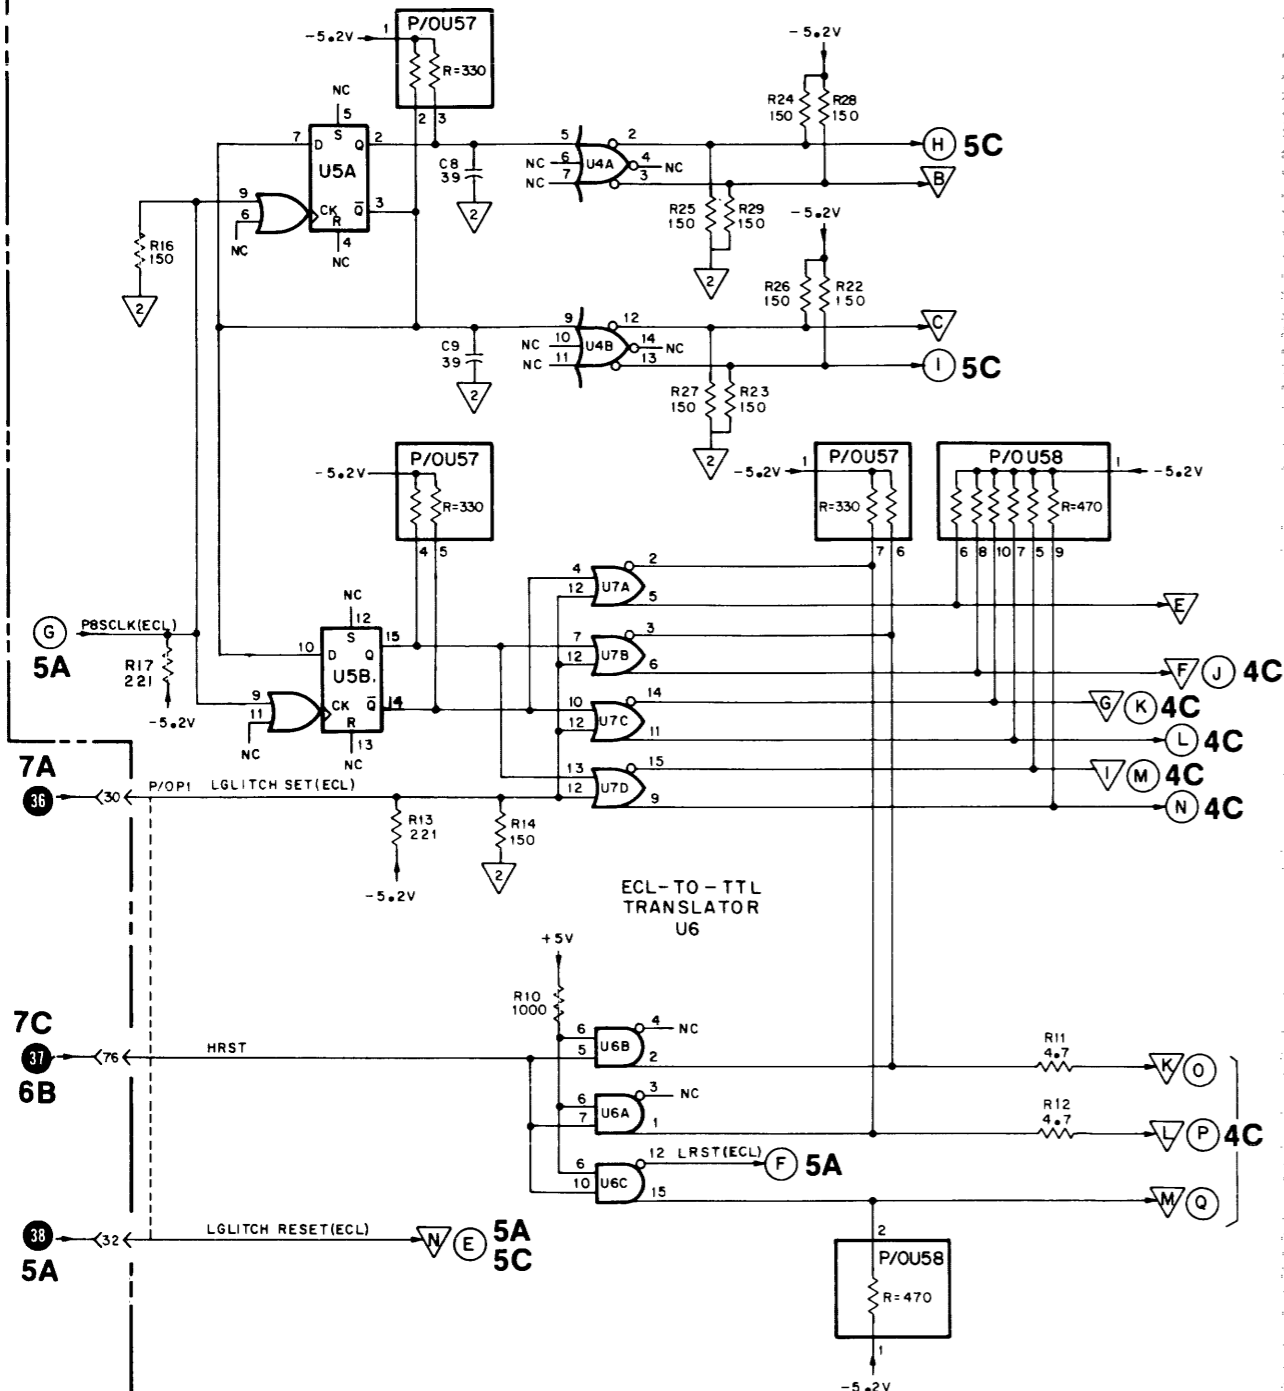 P/OU57
-5.2V 1
R=330
2 3
NC
5
7 D S Q 2
U5A
9 CK Q 3
6 R
NC
4
NC
R16
150
2
C8
39
2
5 2
NC 6 U4A 4 NC
NC 7 3
-5.2V
R24
150
R28
150
H 5C
B
R25
150
R29
150
2
-5.2V
R26
150
R22
150
9 12
NC 10 U4B 14 NC
NC 11 13
C
I 5C
C9
39
2
R27
150
R23
150
2
P/OU57
-5.2V
R=330
4 5
P/OU57
-5.2V 1
R=330
7 6
P/OU58
1 -5.2V
R=470
6 8 10 7 5 9
4 2
12 U7A 5
E
7 3
12 U7B 6
F J 4C
10 14
12 U7C 11
G K 4C
L 4C
13 15
12 U7D 9
I M 4C
N 4C
G P8SCLK(ECL)
5A
R17
221
-5.2V
NC
12
10 D S Q 15
U5B
9 CK Q 14
11 R
NC
13
NC
7A
36 30 P/OP1 LGLITCH SET(ECL)
R13
221
-5.2V
R14
150
2
ECL-TO-TTL
TRANSLATOR
U6
+5V
R10
1000
7C
37 76 HRST
6B
6 4 NC
5 U6B 2
R11
4.7
K O
6 3 NC
7 U6A 1
R12
4.7
L P 4C
6 12 LRST(ECL) F 5A
10 U6C 15
M Q
38 32 LGLITCH RESET(ECL) N E 5A
5C
5A
2
P/OU58
R=470
1
-5.2V